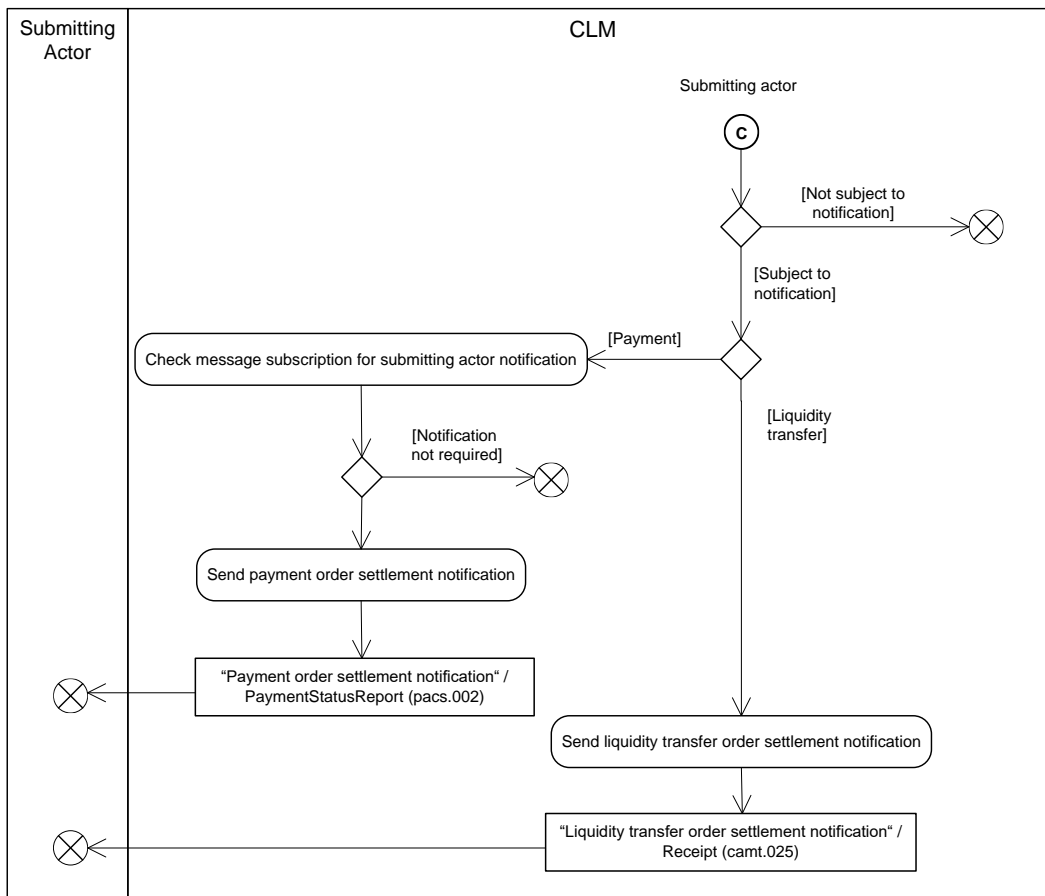 Submitting
Actor
CLM
Submitting actor
C
[Not subject to
notification]
[Subject to
notification]
[Payment]
Check message subscription for submitting actor notification
[Liquidity
transfer]
[Notification
not required]
Send payment order settlement notification
“Payment order settlement notification“ /
PaymentStatusReport (pacs.002)
Send liquidity transfer order settlement notification
“Liquidity transfer order settlement notification“ /
Receipt (camt.025)